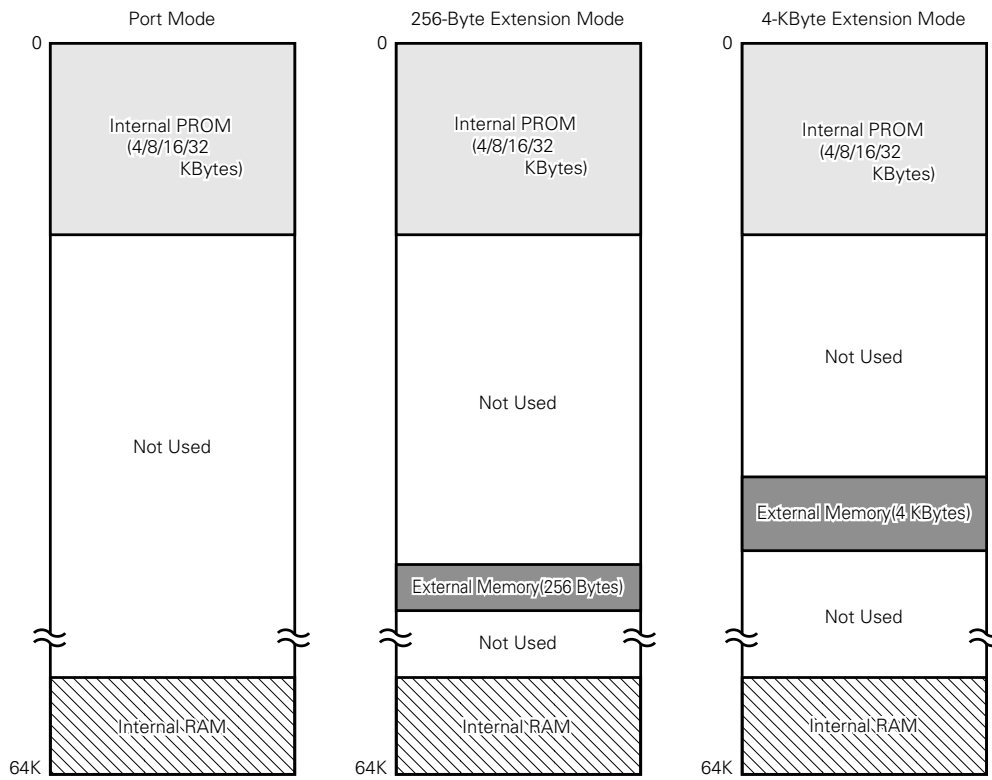 Port Mode
0
Internal PROM
(4/8/16/32
KBytes)
Not Used
Internal RAM
64K
256-Byte Extension Mode
0
Internal PROM
(4/8/16/32
KBytes)
Not Used
External Memory(256 Bytes)
Not Used
Internal RAM
64K
4-KByte Extension Mode
0
Internal PROM
(4/8/16/32
KBytes)
Not Used
External Memory(4 KBytes)
Not Used
Internal RAM
64K